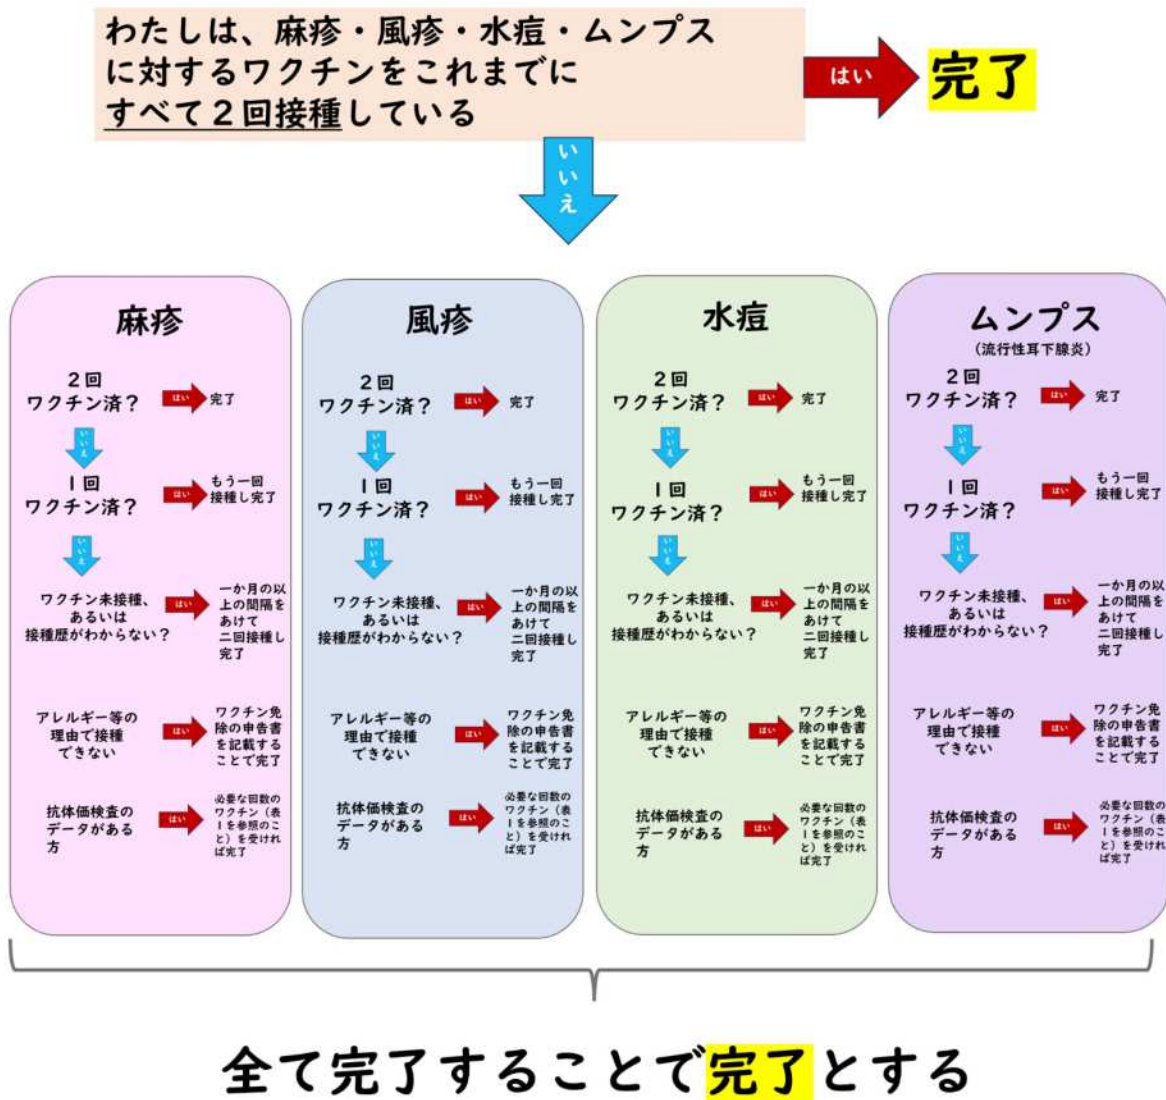 わたしは、麻疹・風疹・水痘・ムンプス
に対するワクチンをこれまでに
すべて２回接種している
はい
完了
いいえ
麻疹
２回
ワクチン済？
はい
完了
いいえ
１回
ワクチン済？
はい
もう一回
接種し完了
いいえ
ワクチン未接種、
あるいは
接種歴がわからない？
はい
一か月の以
上の間隔を
あけて
二回接種し
完了
アレルギー等の
理由で接種
できない
はい
ワクチン免
除の申告書
を記載する
ことで完了
抗体価検査の
データがある
方
はい
必要な回数の
ワクチン（表
１を参照のこ
と）を受けれ
ば完了
風疹
２回
ワクチン済？
はい
完了
いいえ
１回
ワクチン済？
はい
もう一回
接種し完了
いいえ
ワクチン未接種、
あるいは
接種歴がわからない？
はい
一か月の以
上の間隔を
あけて
二回接種し
完了
アレルギー等の
理由で接種
できない
はい
ワクチン免
除の申告書
を記載する
ことで完了
抗体価検査の
データがある
方
はい
必要な回数の
ワクチン（表
１を参照のこ
と）を受けれ
ば完了
水痘
２回
ワクチン済？
はい
完了
いいえ
１回
ワクチン済？
はい
もう一回
接種し完了
いいえ
ワクチン未接種、
あるいは
接種歴がわからない？
はい
一か月の以
上の間隔を
あけて
二回接種し
完了
アレルギー等の
理由で接種
できない
はい
ワクチン免
除の申告書
を記載する
ことで完了
抗体価検査の
データがある
方
はい
必要な回数の
ワクチン（表
１を参照のこ
と）を受けれ
ば完了
ムンプス
（流行性耳下腺炎）
２回
ワクチン済？
はい
完了
いいえ
１回
ワクチン済？
はい
もう一回
接種し完了
いいえ
ワクチン未接種、
あるいは
接種歴がわからない？
はい
一か月の以
上の間隔を
あけて
二回接種し
完了
アレルギー等の
理由で接種
できない
はい
ワクチン免
除の申告書
を記載する
ことで完了
抗体価検査の
データがある
方
はい
必要な回数の
ワクチン（表
１を参照のこ
と）を受けれ
ば完了
全て完了することで完了とする